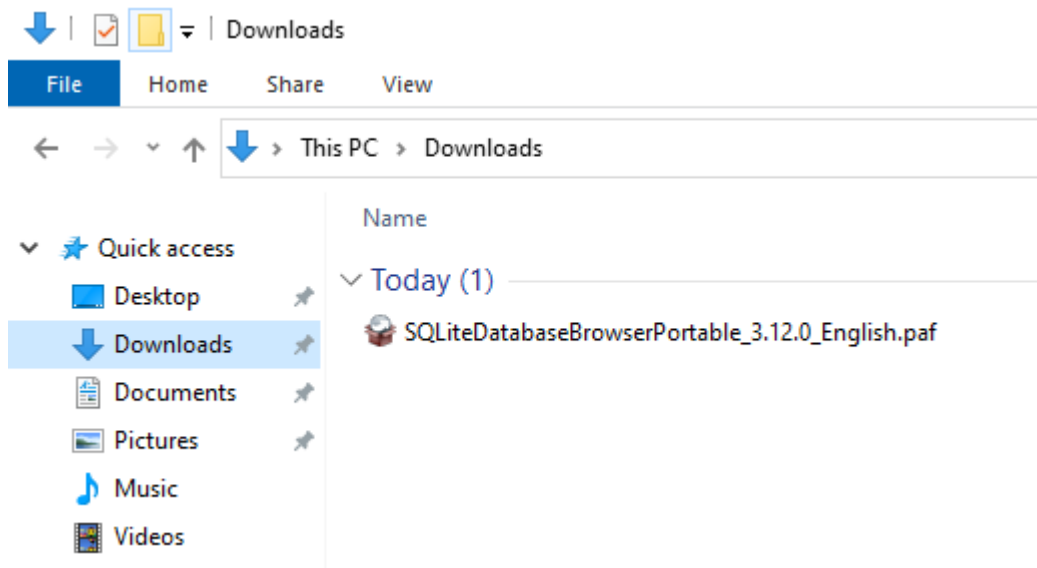 Downloads
File Home Share View
This PC Downloads
Name
Quick access
Today (1)
Desktop
SQLiteDatabaseBrowserPortable_3.12.0_English.paf
Downloads
Documents
Pictures
Music
Videos